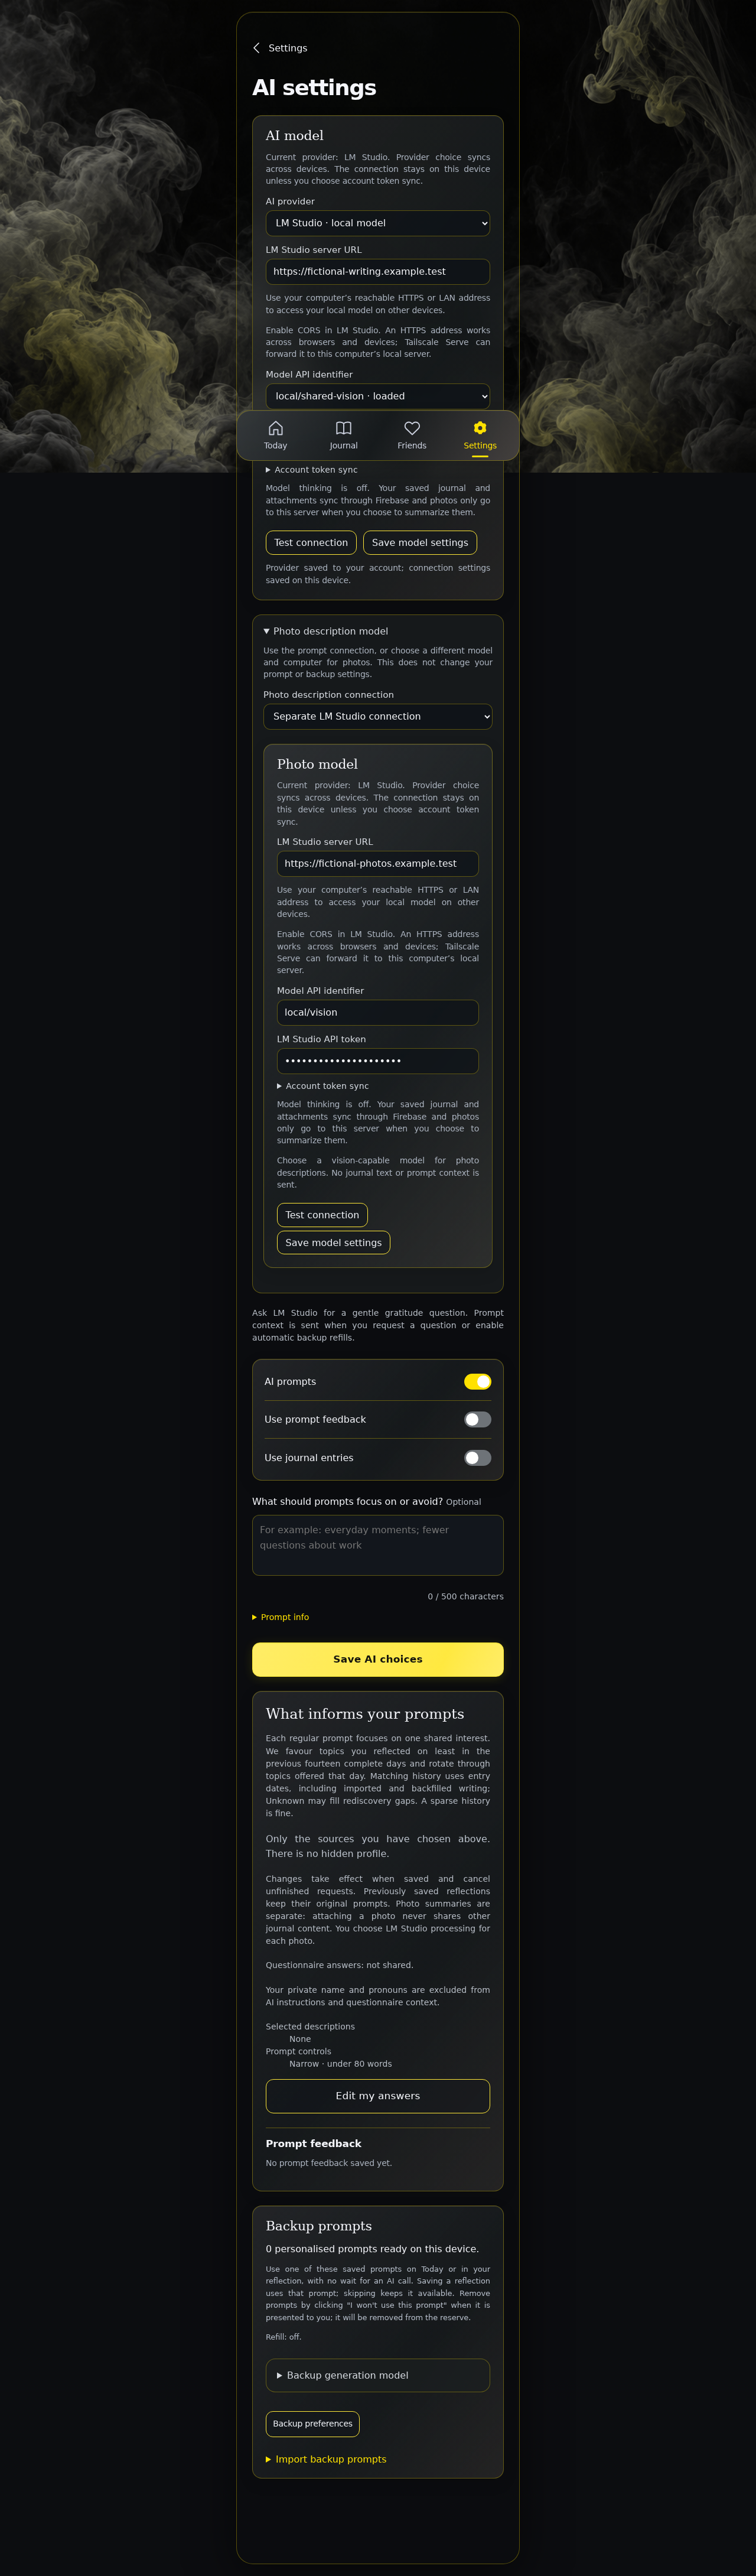 Settings
AI settings
AI model
Current provider: LM Studio. Provider choice syncs
across devices. The connection stays on this device
unless you choose account token sync.
AI provider
LM Studio · local model
LM Studio server URL
https://fictional-writing.example.test
Use your computer’s reachable HTTPS or LAN address
to access your local model on other devices.
Enable CORS in LM Studio. An HTTPS address works
across browsers and devices; Tailscale Serve can
forward it to this computer’s local server.
Model API identifier
local/shared-vision · loaded
Today
Journal
Friends
Settings
Account token sync
Model thinking is off. Your saved journal and
attachments sync through Firebase and photos only go
to this server when you choose to summarize them.
Test connection
Save model settings
Provider saved to your account; connection settings
saved on this device.
Photo description model
Use the prompt connection, or choose a different model
and computer for photos. This does not change your
prompt or backup settings.
Photo description connection
Separate LM Studio connection
Photo model
Current provider: LM Studio. Provider choice
syncs across devices. The connection stays on
this device unless you choose account token
sync.
LM Studio server URL
https://fictional-photos.example.test
Use your computer’s reachable HTTPS or LAN
address to access your local model on other
devices.
Enable CORS in LM Studio. An HTTPS address
works across browsers and devices; Tailscale
Serve can forward it to this computer’s local
server.
Model API identifier
local/vision
LM Studio API token
•••••••••••••••••••••
Account token sync
Model thinking is off. Your saved journal and
attachments sync through Firebase and photos
only go to this server when you choose to
summarize them.
Choose a vision-capable model for photo
descriptions. No journal text or prompt context is
sent.
Test connection
Save model settings
Ask LM Studio for a gentle gratitude question. Prompt
context is sent when you request a question or enable
automatic backup refills.
AI prompts
Use prompt feedback
Use journal entries
What should prompts focus on or avoid? Optional
For example: everyday moments; fewer
questions about work
0 / 500 characters
Prompt info
Save AI choices
What informs your prompts
Each regular prompt focuses on one shared interest.
We favour topics you reflected on least in the
previous fourteen complete days and rotate through
topics offered that day. Matching history uses entry
dates, including imported and backfilled writing;
Unknown may fill rediscovery gaps. A sparse history
is fine.
Only the sources you have chosen above.
There is no hidden profile.
Changes take effect when saved and cancel
unfinished requests. Previously saved reflections
keep their original prompts. Photo summaries are
separate: attaching a photo never shares other
journal content. You choose LM Studio processing for
each photo.
Questionnaire answers: not shared.
Your private name and pronouns are excluded from
AI instructions and questionnaire context.
Selected descriptions
None
Prompt controls
Narrow · under 80 words
Edit my answers
Prompt feedback
No prompt feedback saved yet.
Backup prompts
0 personalised prompts ready on this device.
Use one of these saved prompts on Today or in your
reflection, with no wait for an AI call. Saving a reflection
uses that prompt; skipping keeps it available. Remove
prompts by clicking "I won't use this prompt" when it is
presented to you; it will be removed from the reserve.
Refill: off.
Backup generation model
Backup preferences
Import backup prompts